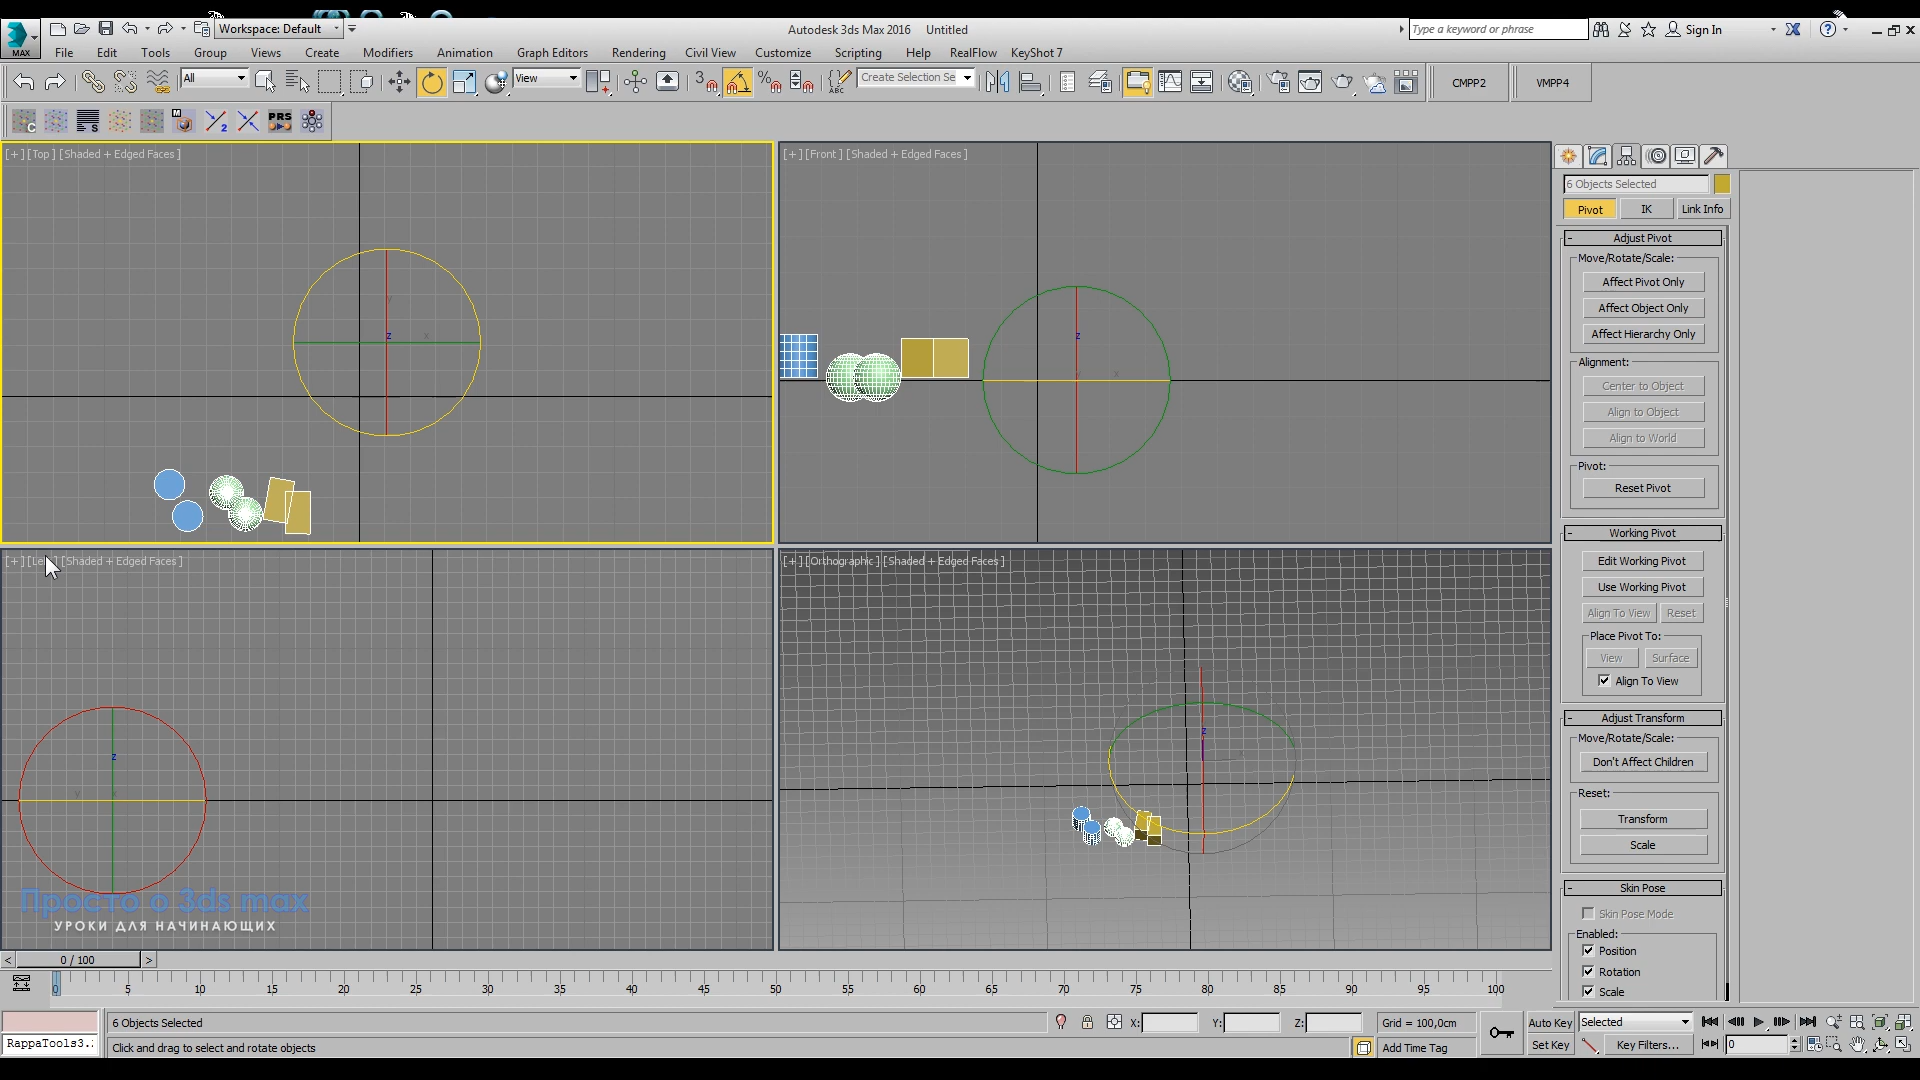 Workspace: Default
Autodesk 3ds Max 2016 Untitled
Type a keyword or phrase
Sign In
MAX
File Edit Tools Group Views Create Modifiers Animation Graph Editors Rendering Civil View Customize Scripting Help RealFlow KeyShot 7
All
View
3
%
ABC
Create Selection Se
CMPP2
VMPP4
C
S
M
2
PRS
[+][Top][Shaded + Edged Faces]
y
z
x
[+][Front][Shaded + Edged Faces]
z
x
[+][Le
[Shaded + Edged Faces]
z
y
x
[+][Orthographic][Shaded + Edged Faces]
z
Просто о 3ds max
УРОКИ ДЛЯ НАЧИНАЮЩИХ
6 Objects Selected
Pivot
IK
Link Info
- Adjust Pivot
Move/Rotate/Scale:
Affect Pivot Only
Affect Object Only
Affect Hierarchy Only
Alignment:
Center to Object
Align to Object
Align to World
Pivot:
Reset Pivot
- Working Pivot
Edit Working Pivot
Use Working Pivot
Align To View
Reset
Place Pivot To:
View
Surface
Align To View
- Adjust Transform
Move/Rotate/Scale:
Don't Affect Children
Reset:
Transform
Scale
- Skin Pose
Skin Pose Mode
Enabled:
Position
Rotation
Scale
< 0 / 100 >
0 5 10 15 20 25 30 35 40 45 50 55 60 65 70 75 80 85 90 95 100
6 Objects Selected
X:
Y:
Z:
Grid = 100,0cm
Auto Key
Selected
RappaTools3.
Click and drag to select and rotate objects
Add Time Tag
Set Key
Key Filters...
0